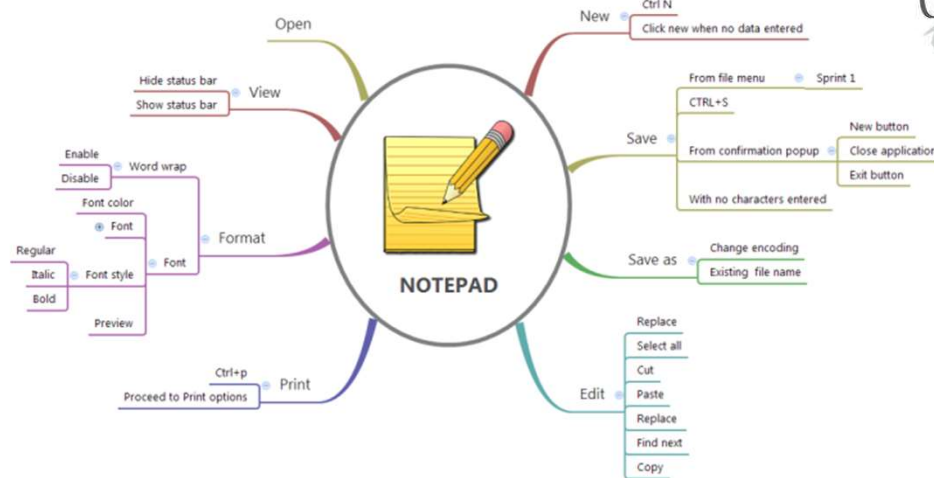 Open
View
Hide status bar
Show status bar
Format
Word wrap
Enable
Disable
Font
Font color
Font
Font style
Regular
Italic
Bold
Preview
Print
Ctrl+p
Proceed to Print options
NOTEPAD
New
Ctrl N
Click new when no data entered
Save
From file menu
Sprint 1
CTRL+S
From confirmation popup
New button
Close application
Exit button
With no characters entered
Save as
Change encoding
Existing file name
Edit
Replace
Select all
Cut
Paste
Replace
Find next
Copy